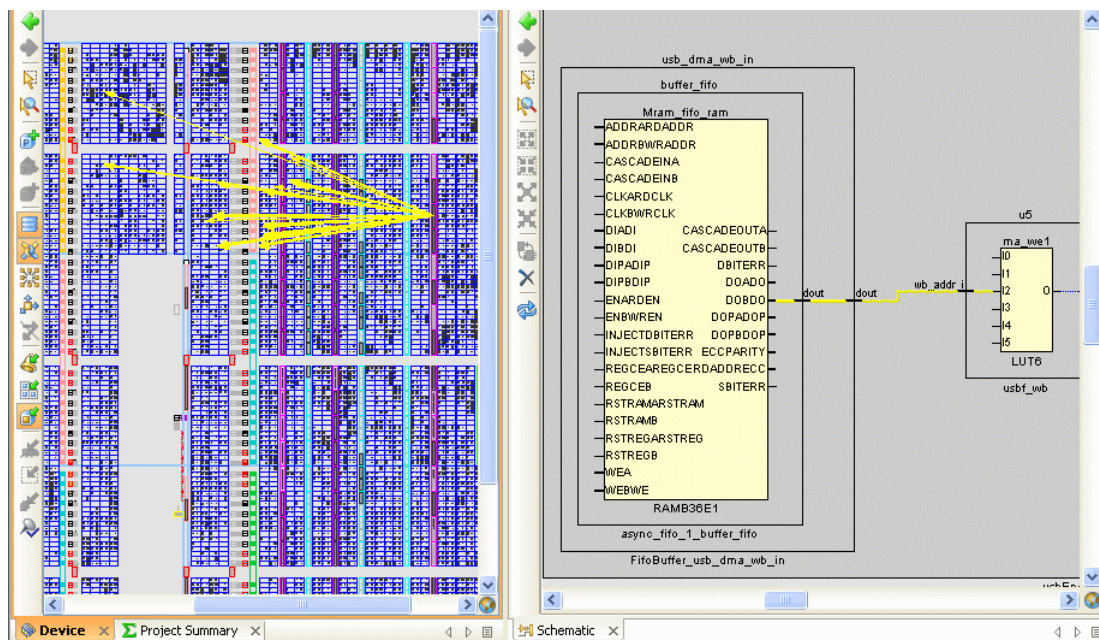 usb_dma_wb_in
buffer_fifo
Mram_fifo_ram
ADDRARDADDR
ADDRBWRADDR
CASCADEINA
CASCADEINB
CLKARDCLK
CLKBWRCLK
DIADI CASCADEOUTA
DIBDI CASCADEOUTB
DIPADIP DBITERR
DIPBDIP DOADO
ENARDEN DOBDO
ENBWREN DOPADOP
INJECTDBITERR DOPBDOP
INJECTSBITERR ECCPARITY
REGCEAREGCERDADDRECC
REGCEB SBITERR
RSTRAMARSTRAM
RSTRAMB
RSTREGARSTREG
RSTREGB
WEA
WEBWE
RAMB36E1
async_fifo_1_buffer_fifo
FifoBuffer_usb_dma_wb_in
dout
dout
wb_addr_i
u5
ma_we1
I0
I1
I2 O
I3
I4
I5
LUT6
usbf_wb
Device
Project Summary
Schematic